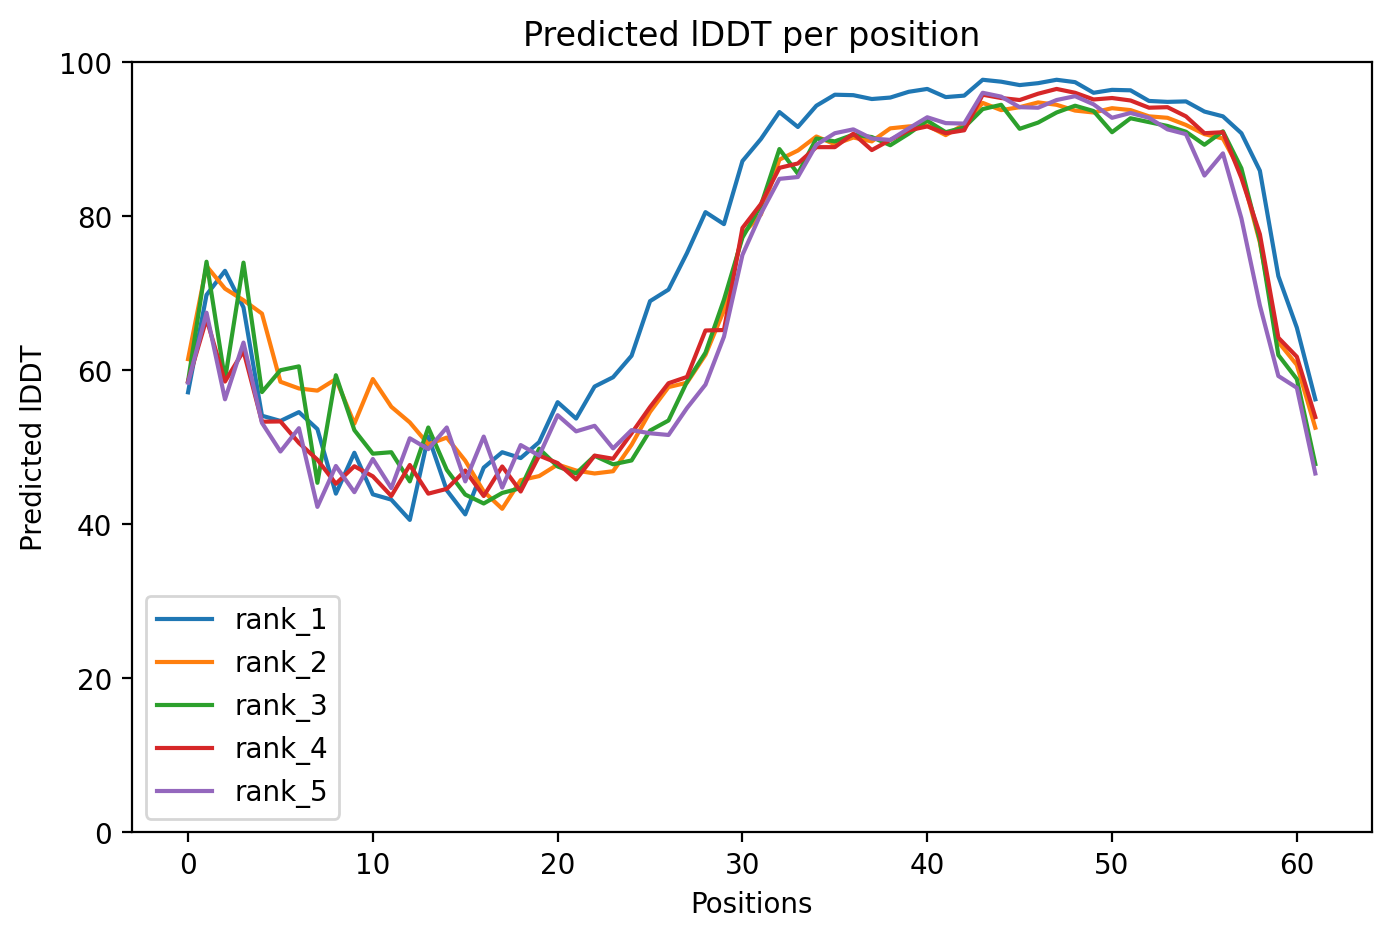 Predicted lDDT per position
100
80
60
40
20
0
Predicted lDDT
rank_1
rank_2
rank_3
rank_4
rank_5
0 10 20 30 40 50 60
Positions